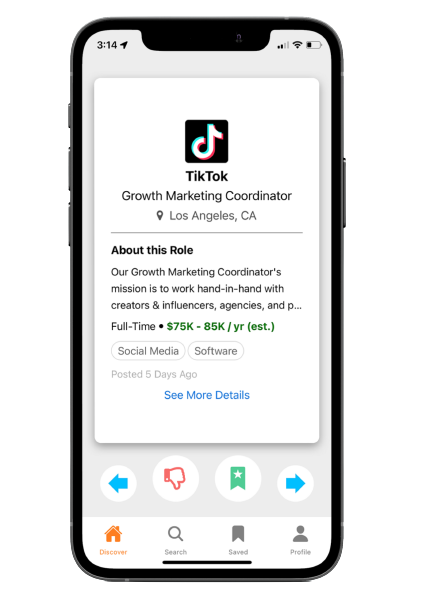 3:14
TikTok
Growth Marketing Coordinator
Los Angeles, CA
About this Role
Our Growth Marketing Coordinator's
mission is to work hand-in-hand with
creators & influencers, agencies, and p...
Full-Time • $75K - 85K / yr (est.)
Social Media Software
Posted 5 Days Ago
See More Details
Discover Search Saved Profile